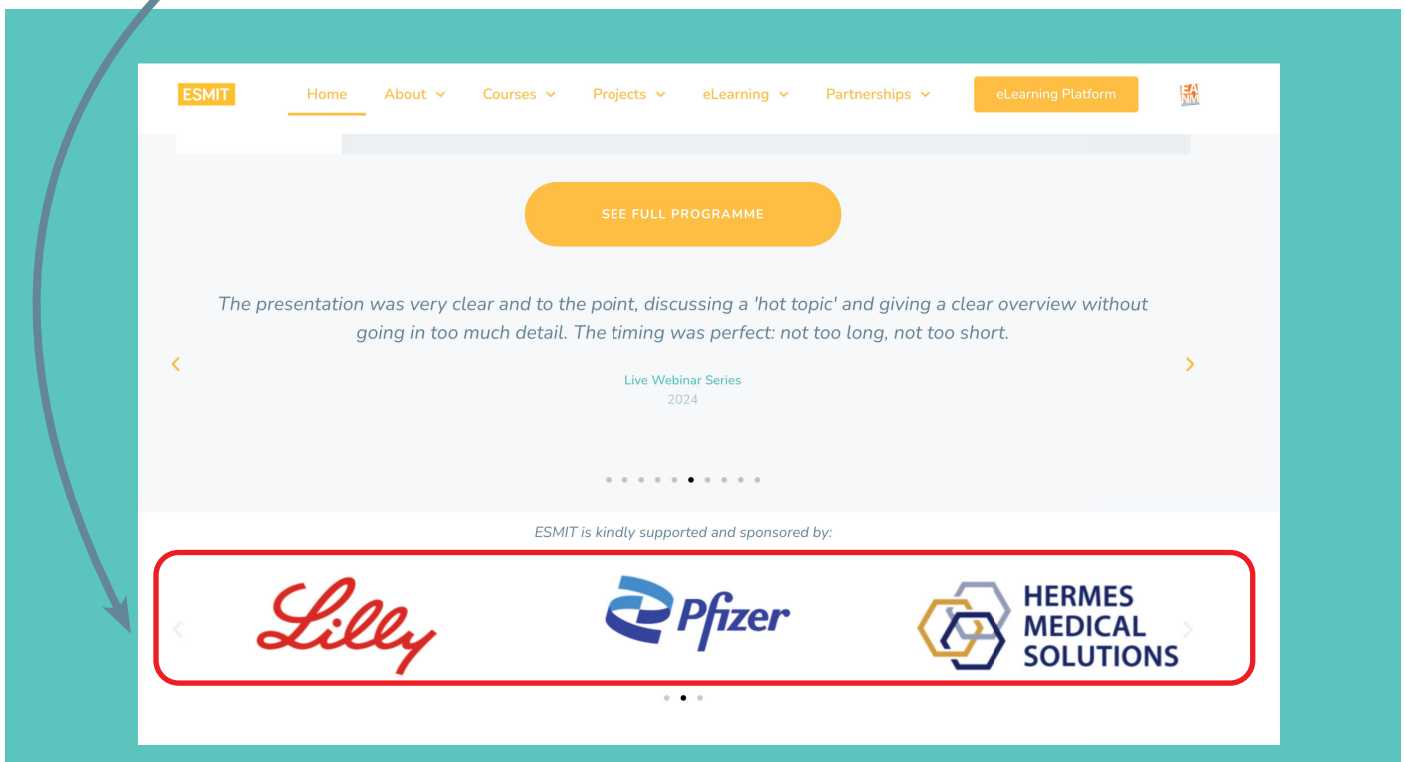 ESMIT Home About Courses Projects eLearning Partnerships eLearning Platform EANM
SEE FULL PROGRAMME
The presentation was very clear and to the point, discussing a 'hot topic' and giving a clear overview without
going in too much detail. The timing was perfect: not too long, not too short.
Live Webinar Series
2024
ESMIT is kindly supported and sponsored by:
Lilly
Pfizer
HERMES
MEDICAL
SOLUTIONS